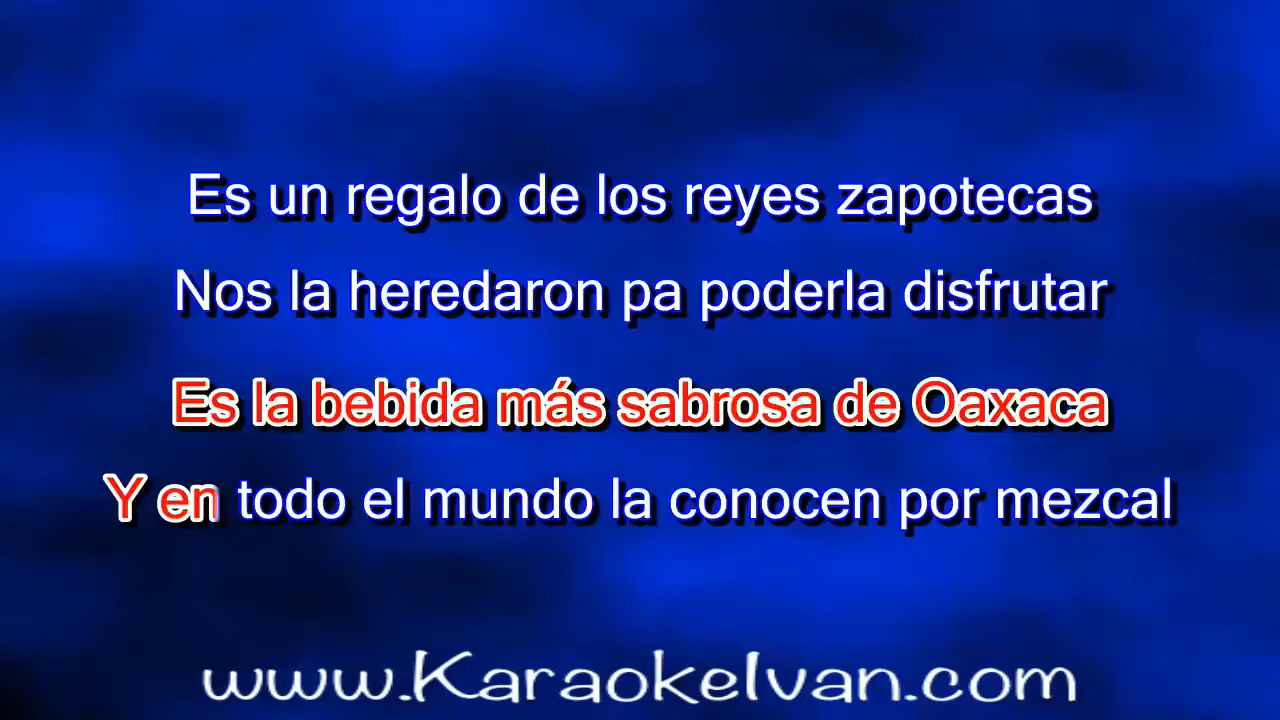 Es un regalo de los reyes zapotecas
Nos la heredaron pa poderla disfrutar
Es la bebida más sabrosa de Oaxaca
Y en todo el mundo la conocen por mezcal
www.KaraokeIvan.com